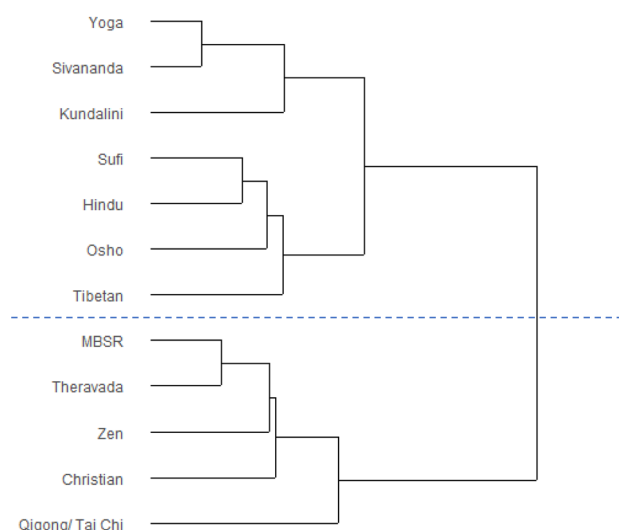 Yoga
Sivananda
Kundalini
Sufi
Hindu
Osho
Tibetan
MBSR
Theravada
Zen
Christian
Qigong/ Tai Chi